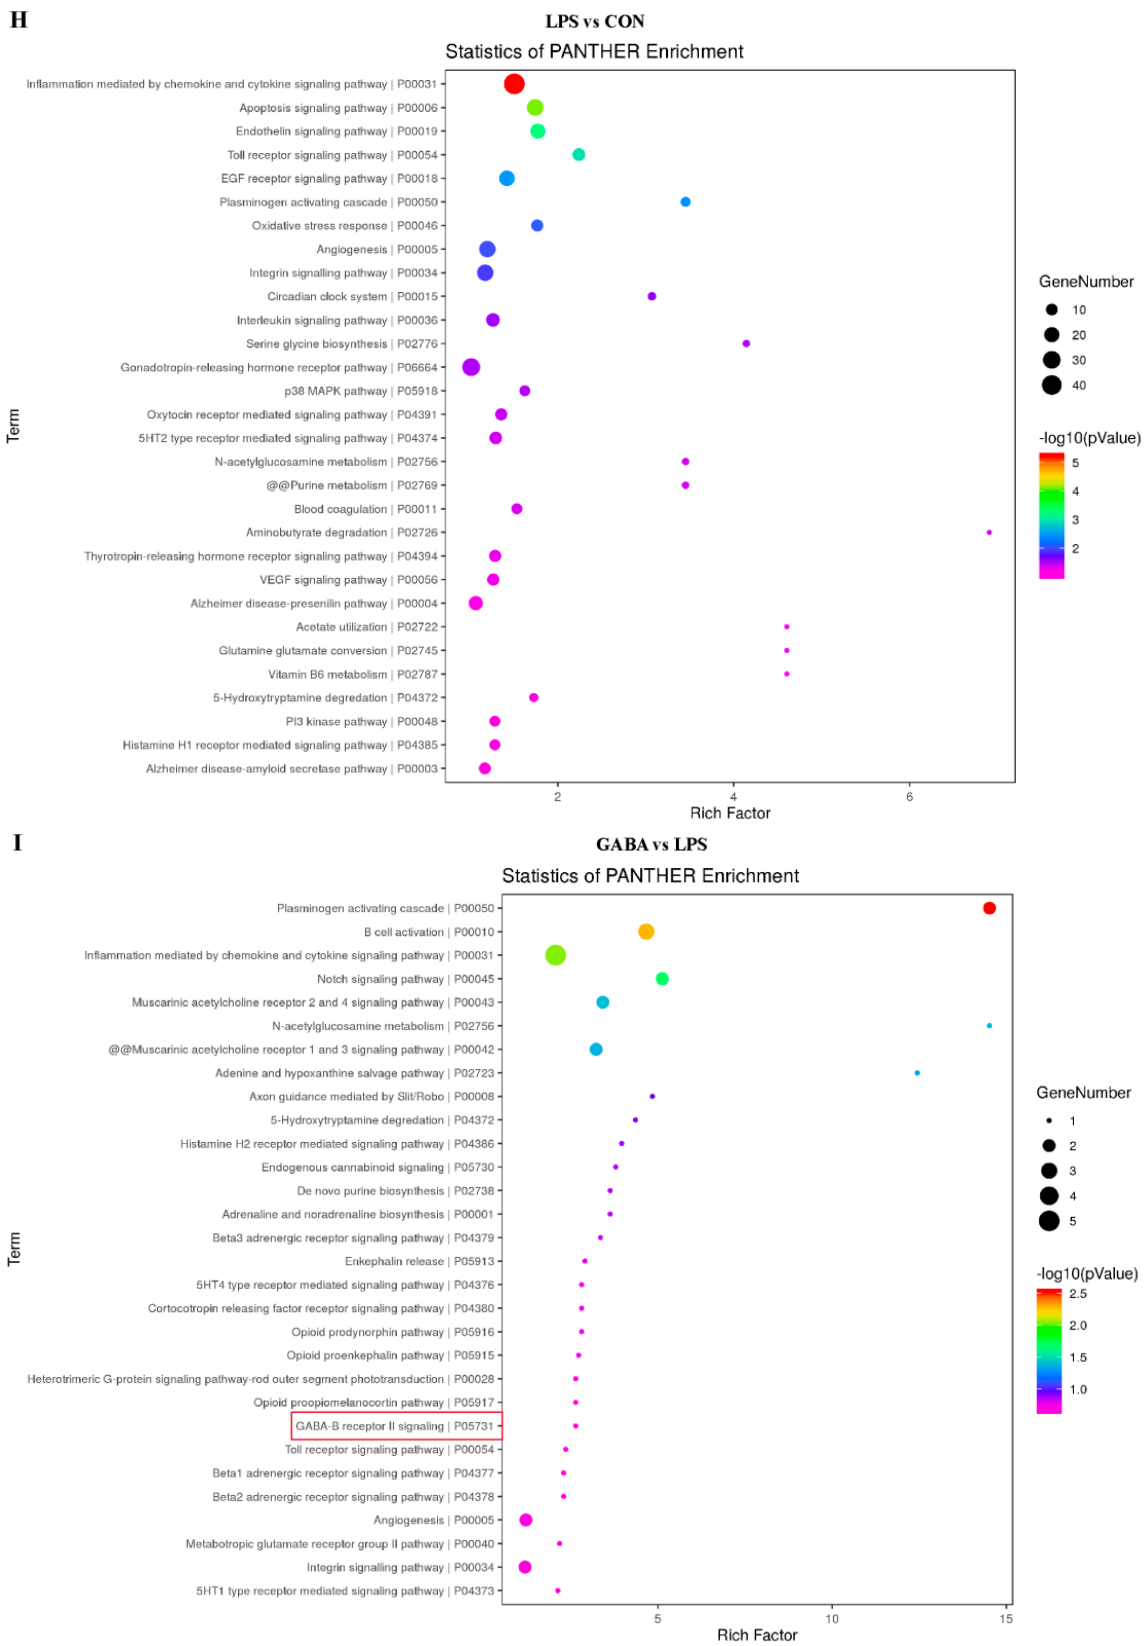 H
LPS vs CON
Statistics of PANTHER Enrichment
Inflammation mediated by chemokine and cytokine signaling pathway | P00031
Apoptosis signaling pathway | P00006
Endothelin signaling pathway | P00019
Toll receptor signaling pathway | P00054
EGF receptor signaling pathway | P00018
Plasminogen activating cascade | P00050
Oxidative stress response | P00046
Angiogenesis | P00005
Integrin signalling pathway | P00034
Circadian clock system | P00015
Interleukin signaling pathway | P00036
Serine glycine biosynthesis | P02776
Gonadotropin-releasing hormone receptor pathway | P06664
p38 MAPK pathway | P05918
Oxytocin receptor mediated signaling pathway | P04391
5HT2 type receptor mediated signaling pathway | P04374
N-acetylglucosamine metabolism | P02756
@@Purine metabolism | P02769
Blood coagulation | P00011
Aminobutyrate degradation | P02726
Thyrotropin-releasing hormone receptor signaling pathway | P04394
VEGF signaling pathway | P00056
Alzheimer disease-presenilin pathway | P00004
Acetate utilization | P02722
Glutamine glutamate conversion | P02745
Vitamin B6 metabolism | P02787
5-Hydroxytryptamine degredation | P04372
PI3 kinase pathway | P00048
Histamine H1 receptor mediated signaling pathway | P04385
Alzheimer disease-amyloid secretase pathway | P00003
Term
2 4 6
Rich Factor
GeneNumber
10
20
30
40
-log10(pValue)
5
4
3
2
I
GABA vs LPS
Statistics of PANTHER Enrichment
Plasminogen activating cascade | P00050
B cell activation | P00010
Inflammation mediated by chemokine and cytokine signaling pathway | P00031
Notch signaling pathway | P00045
Muscarinic acetylcholine receptor 2 and 4 signaling pathway | P00043
N-acetylglucosamine metabolism | P02756
@@Muscarinic acetylcholine receptor 1 and 3 signaling pathway | P00042
Adenine and hypoxanthine salvage pathway | P02723
Axon guidance mediated by Slit/Robo | P00008
5-Hydroxytryptamine degredation | P04372
Histamine H2 receptor mediated signaling pathway | P04386
Endogenous cannabinoid signaling | P05730
De novo purine biosynthesis | P02738
Adrenaline and noradrenaline biosynthesis | P00001
Beta3 adrenergic receptor signaling pathway | P04379
Enkephalin release | P05913
5HT4 type receptor mediated signaling pathway | P04376
Cortocotropin releasing factor receptor signaling pathway | P04380
Opioid prodynorphin pathway | P05916
Opioid proenkephalin pathway | P05915
Heterotrimeric G-protein signaling pathway-rod outer segment phototransduction | P00028
Opioid proopiomelanocortin pathway | P05917
GABA-B receptor II signaling | P05731
Toll receptor signaling pathway | P00054
Beta1 adrenergic receptor signaling pathway | P04377
Beta2 adrenergic receptor signaling pathway | P04378
Angiogenesis | P00005
Metabotropic glutamate receptor group II pathway | P00040
Integrin signalling pathway | P00034
5HT1 type receptor mediated signaling pathway | P04373
Term
5 10 15
Rich Factor
GeneNumber
1
2
3
4
5
-log10(pValue)
2.5
2.0
1.5
1.0